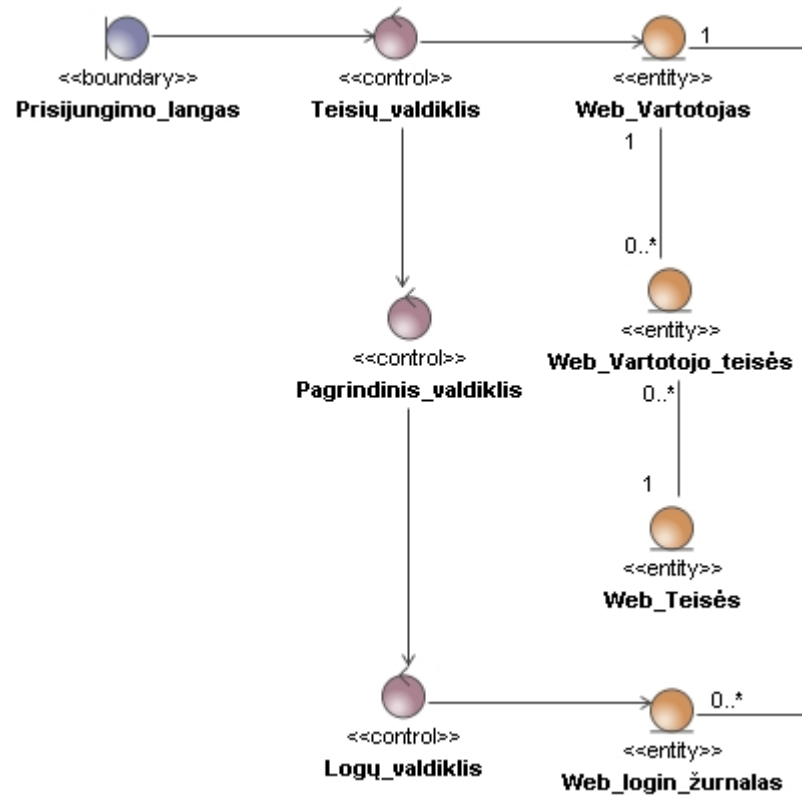 1
<<boundary>>
<<control>>
<<entity>>
Prisijungimo_langas
Teisių_valdiklis
Web_Vartotojas
1
0..*
<<entity>>
<<control>>
Web_Vartotojo_teisės
Pagrindinis_valdiklis
0..*
1
<<entity>>
Web_Teisės
0..*
<<control>>
<<entity>>
Logų_valdiklis
Web_login_žurnalas